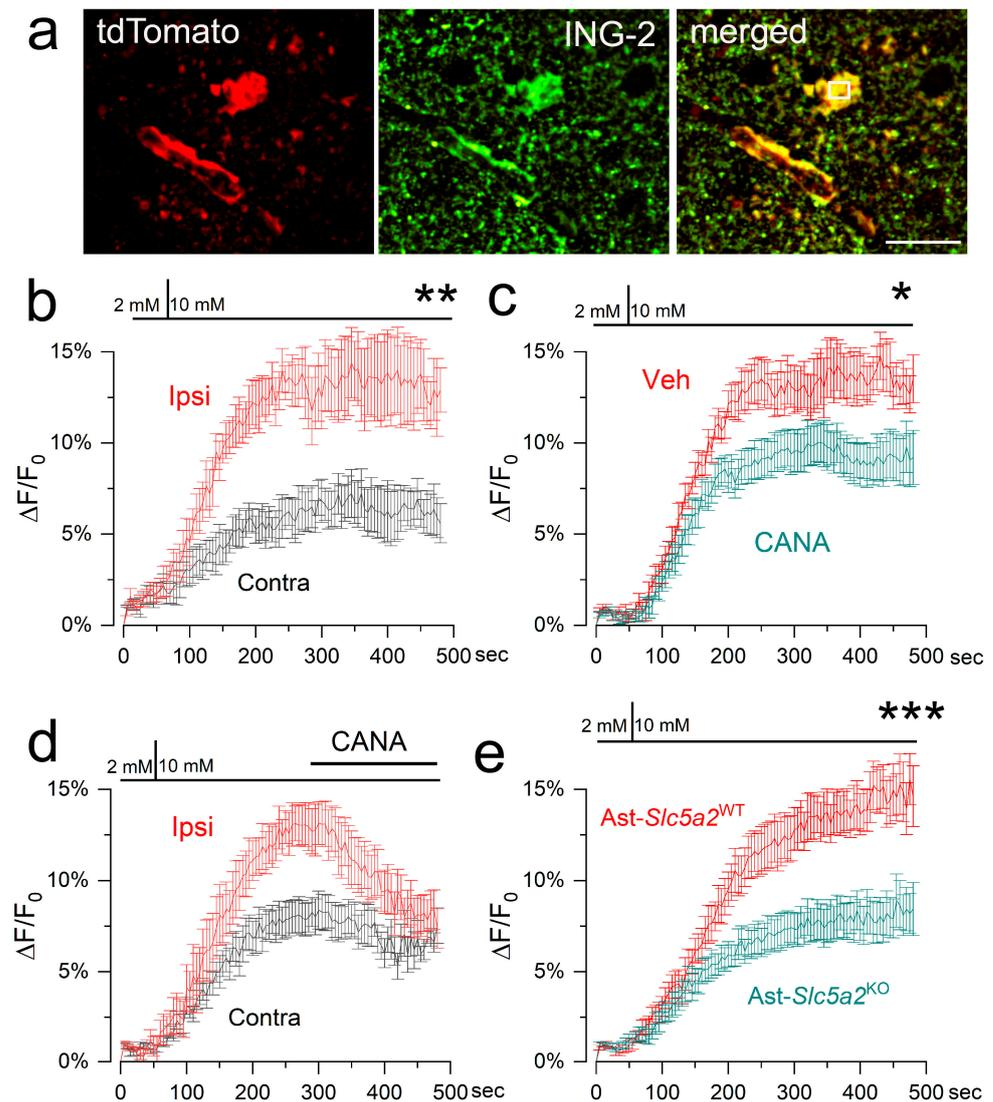 a
tdTomato
ING-2
merged
b
2 mM 10 mM
**
15%
10%
5%
0%
ΔF/F0
Ipsi
Contra
0 100 200 300 400 500 sec
c
2 mM 10 mM
*
15%
10%
5%
0%
ΔF/F0
Veh
CANA
0 100 200 300 400 500 sec
d
CANA
2 mM 10 mM
15%
10%
5%
0%
ΔF/F0
Ipsi
Contra
0 100 200 300 400 500 sec
e
2 mM 10 mM
***
15%
10%
5%
0%
ΔF/F0
Ast-Slc5a2WT
Ast-Slc5a2KO
0 100 200 300 400 500 sec